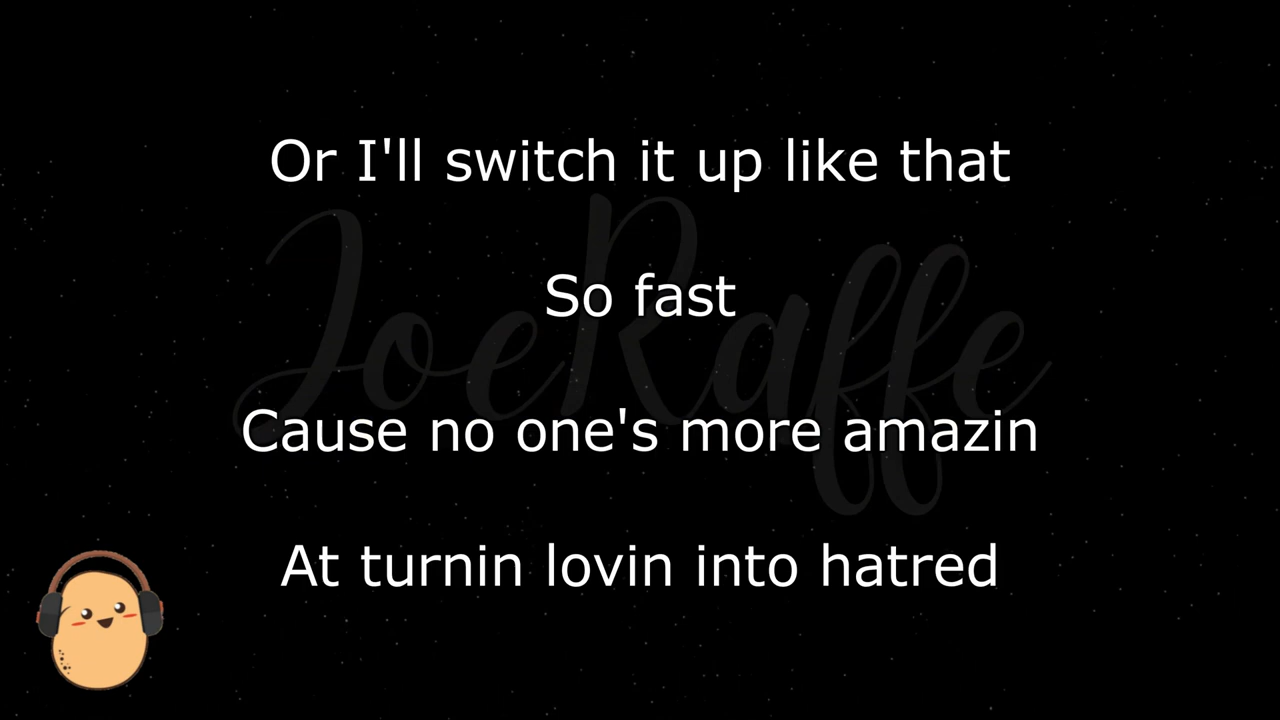 Or I'll switch it up like that
So fast
JoeRaffe
Cause no one's more amazin
At turnin lovin into hatred